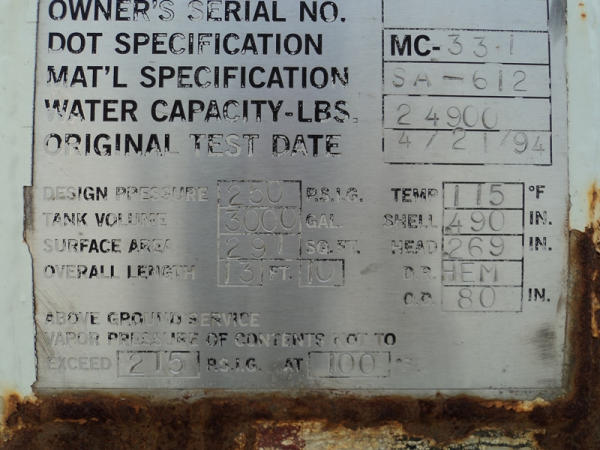 OWNER'S SERIAL NO.
DOT SPECIFICATION MC-331
MAT'L SPECIFICATION SA-612
WATER CAPACITY-LBS. 24900
ORIGINAL TEST DATE 4/21/94
DESIGN PRESSURE 250 P.S.I.G. TEMP 115 °F
TANK VOLUME 3000 GAL. SHELL 490 IN.
SURFACE AREA 291 SQ.FT. HEAD 269 IN.
OVERALL LENGTH 13 FT. 10 D.R. HEM
O.D. 80 IN.
ABOVE GROUND SERVICE
VAPOR PRESSURE OF CONTENTS NOT TO
EXCEED 215 P.S.I.G. AT 100 °F.